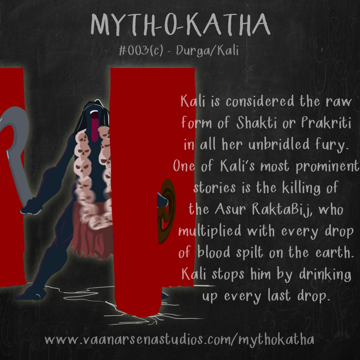 MYTH-O-KATHA
#003(c) - Durga/Kali
Kali is considered the raw
form of Shakti or Prakriti
in all her unbridled fury.
One of Kali's most prominent
stories is the killing of
the Asur RaktaBij, who
multiplied with every drop
of blood spilt on the earth.
Kali stops him by drinking
up every last drop.
www.vaanarsenastudios.com/mythokatha